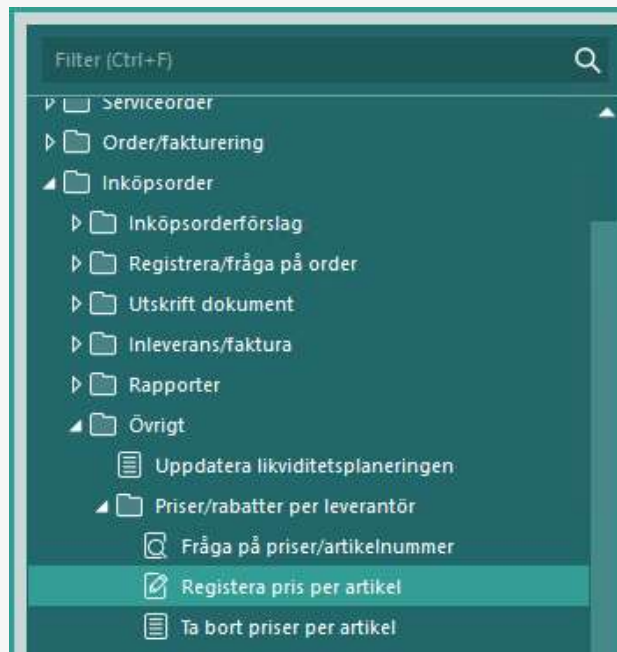 Filter (Ctrl+F)
Serviceorder
Order/fakturering
Inköpsorder
Inköpsorderförslag
Registrera/fråga på order
Utskrift dokument
Inleverans/faktura
Rapporter
Övrigt
Uppdatera likviditetsplaneringen
Priser/rabatter per leverantör
Fråga på priser/artikelnummer
Registera pris per artikel
Ta bort priser per artikel